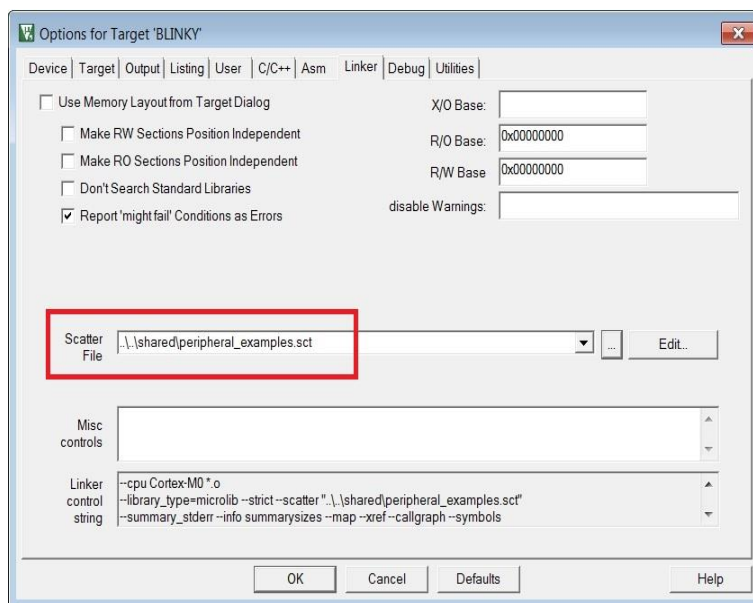 Options for Target 'BLINKY'
Device Target Output Listing User C/C++ Asm Linker Debug Utilities
Use Memory Layout from Target Dialog
X/O Base:
Make RW Sections Position Independent
R/O Base: 0x00000000
Make RO Sections Position Independent
R/W Base 0x00000000
Don't Search Standard Libraries
disable Warnings:
Report 'might fail' Conditions as Errors
Scatter File
..\..\shared\peripheral_examples.sct
... Edit...
Misc controls
Linker control string
--cpu Cortex-M0 *.o
--library_type=microlib --strict --scatter "..\..\shared\peripheral_examples.sct"
--summary_stderr --info summarysizes --map --xref --callgraph --symbols
OK Cancel Defaults Help